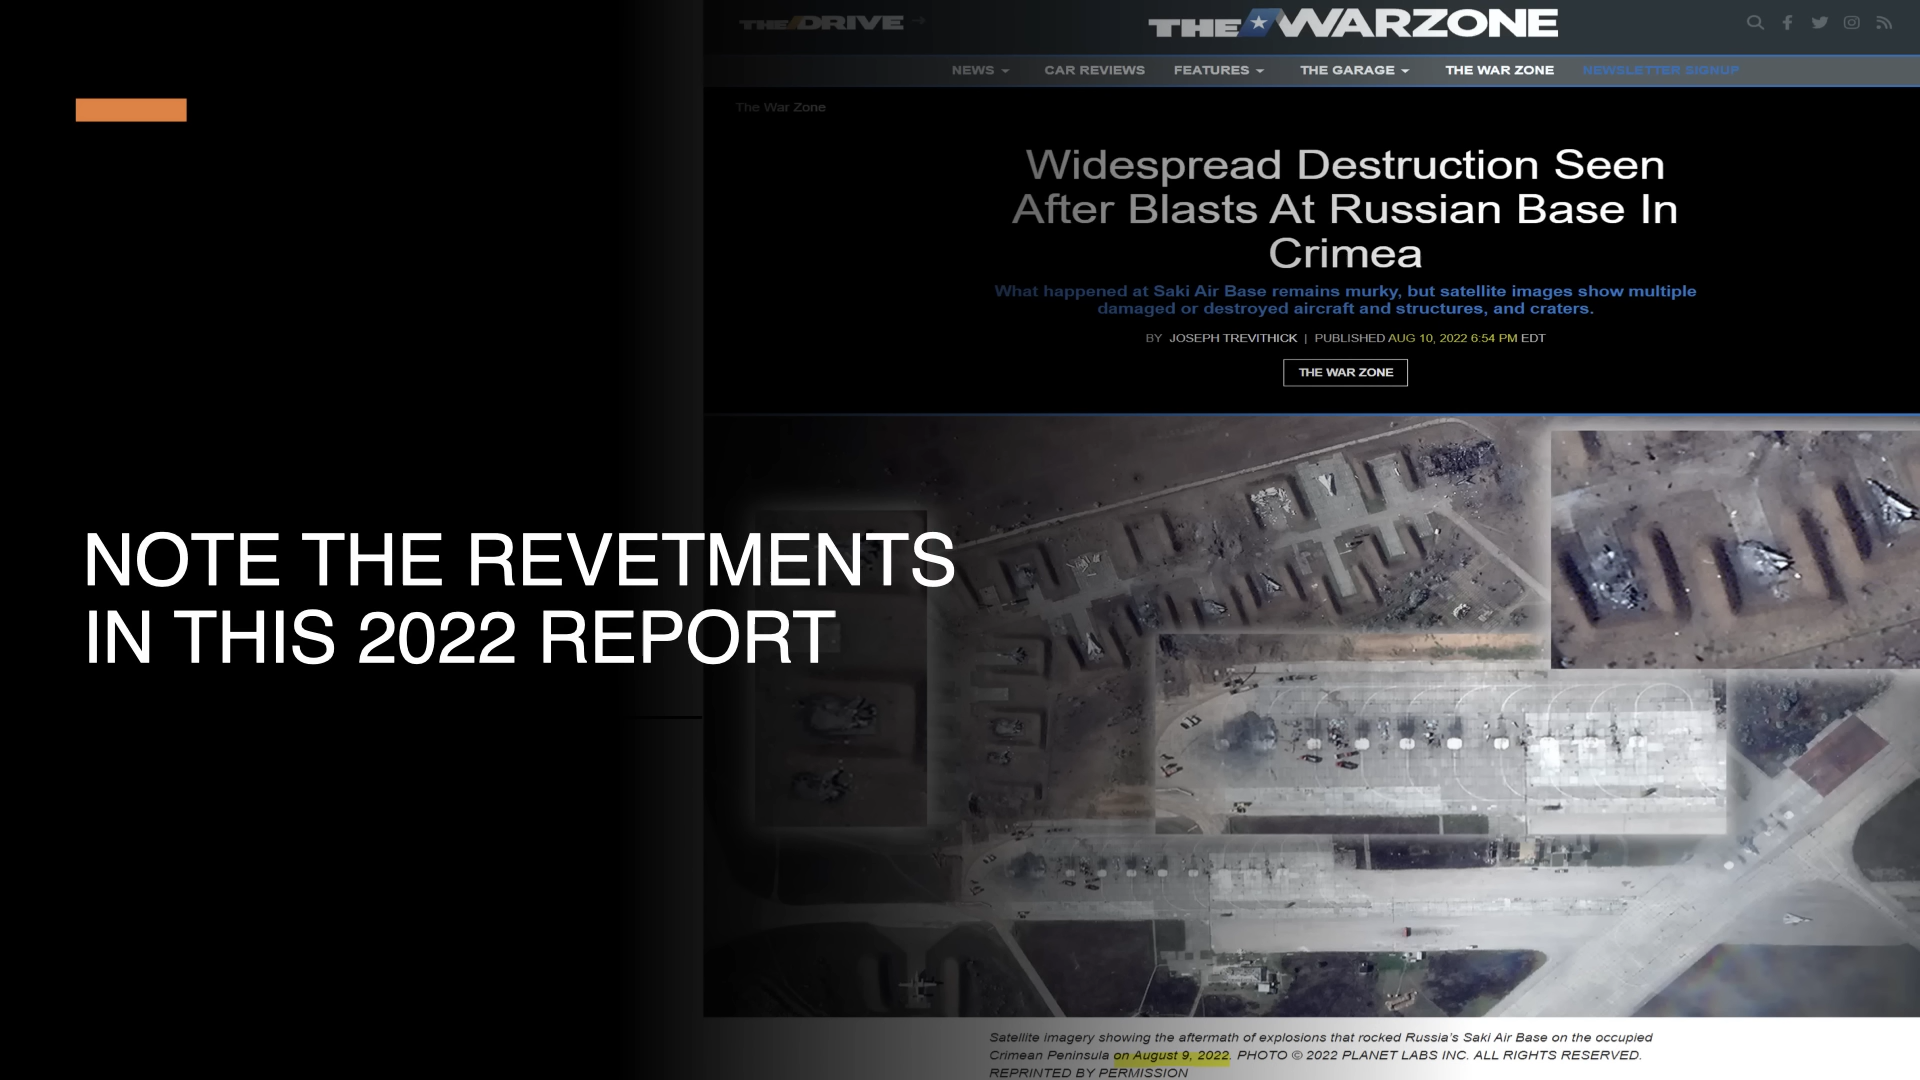 THE DRIVE
THE WARZONE
NEWS
CAR REVIEWS
FEATURES
THE GARAGE
THE WAR ZONE
NEWSLETTER SIGNUP
The War Zone
Widespread Destruction Seen
After Blasts At Russian Base In
Crimea
What happened at Saki Air Base remains murky, but satellite images show multiple
damaged or destroyed aircraft and structures, and craters.
BY JOSEPH TREVITHICK | PUBLISHED AUG 10, 2022 6:54 PM EDT
THE WAR ZONE
NOTE THE REVETMENTS
IN THIS 2022 REPORT
Satellite imagery showing the aftermath of explosions that rocked Russia's Saki Air Base on the occupied
Crimean Peninsula on August 9, 2022. PHOTO © 2022 PLANET LABS INC. ALL RIGHTS RESERVED.
REPRINTED BY PERMISSION